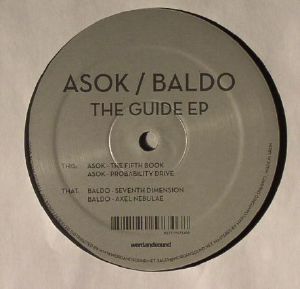 ASOK / BALDO
THE GUIDE EP
THIS: ASOK - THE FIFTH BOOK
ASOK - PROBABILITY DRIVE
THAT: BALDO - SEVENTH DIMENSION
BALDO - AXEL NEBULAE
wordandsound